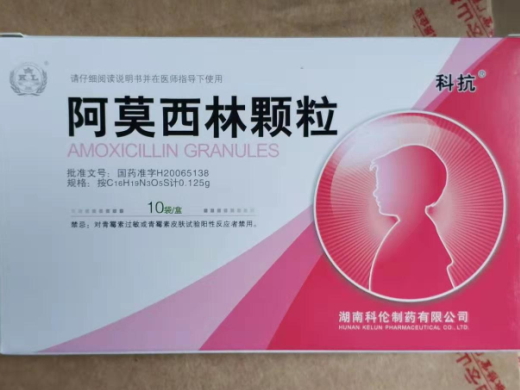 请仔细阅读说明书并在医师指导下使用
科抗®
阿莫西林颗粒
AMOXICILLIN GRANULES
批准文号：国药准字H20065138
规格：按C16H19N3O5S计0.125g
10袋/盒
禁忌：对青霉素过敏或青霉素皮肤试验阳性反应者禁用。
湖南科伦制药有限公司
HUNAN KELUN PHARMACEUTICAL CO., LTD.